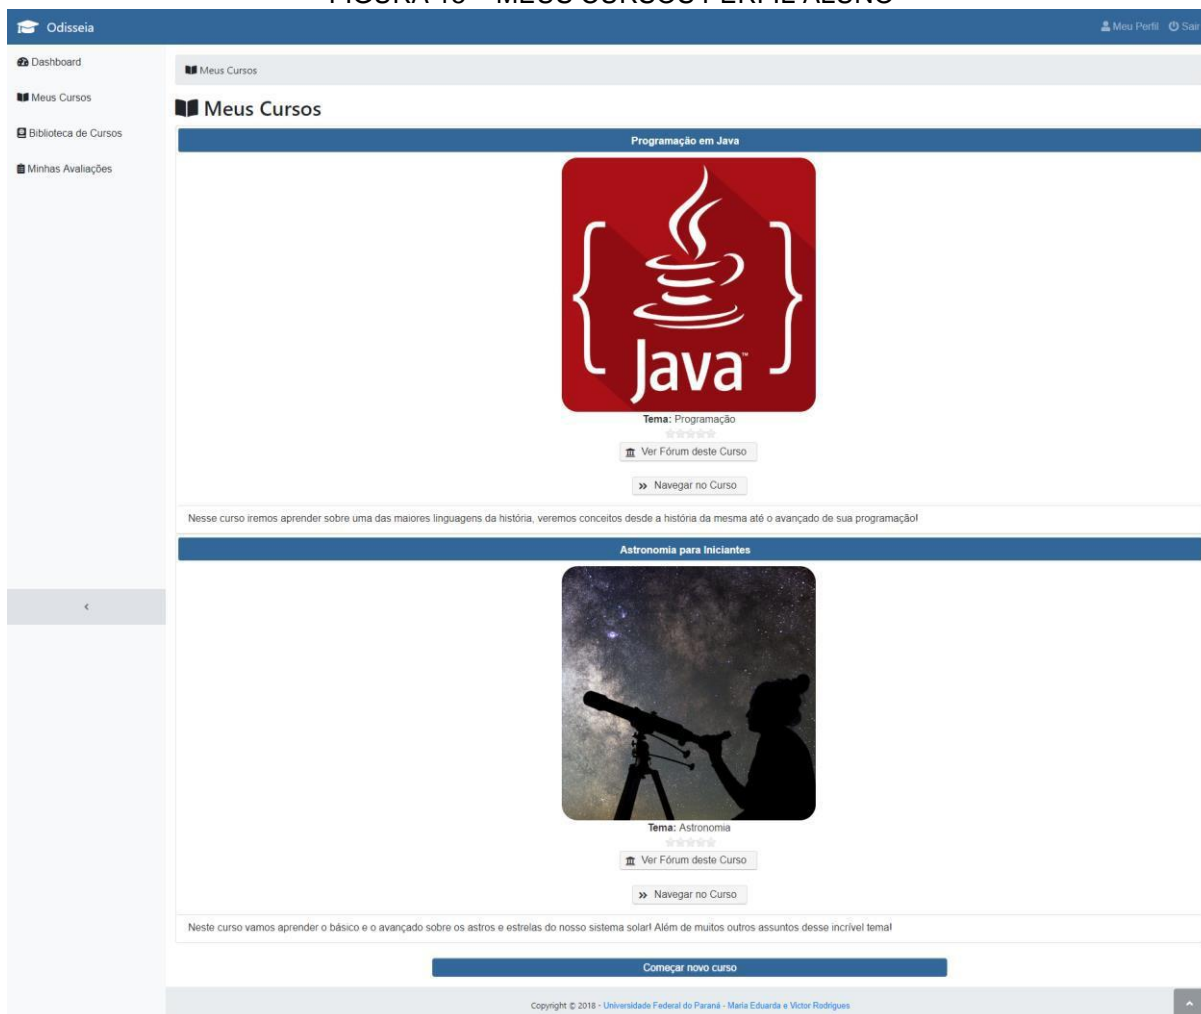 Odisseia
Meu Perfil Sair
Dashboard
Meus Cursos
Biblioteca de Cursos
Minhas Avaliações
Meus Cursos
Meus Cursos
Programação em Java
Java™
Tema: Programação
Ver Fórum deste Curso
Navegar no Curso
Nesse curso iremos aprender sobre uma das maiores linguagens da história, veremos conceitos desde a história da mesma até o avançado de sua programação!
Astronomia para Iniciantes
Tema: Astronomia
Ver Fórum deste Curso
Navegar no Curso
Neste curso vamos aprender o básico e o avançado sobre os astros e estrelas do nosso sistema solar! Além de muitos outros assuntos desse incrível tema!
Começar novo curso
Copyright © 2018 - Universidade Federal do Paraná - Maria Eduarda e Victor Rodrigues